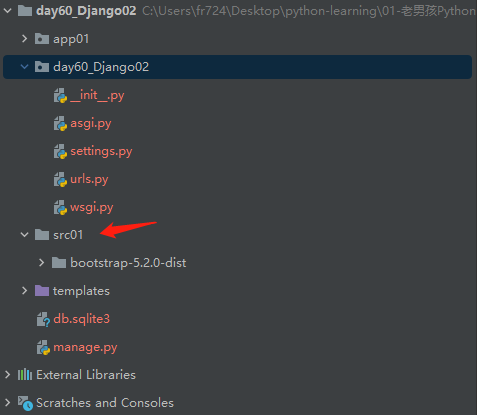 day60_Django02 C:\Users\fr724\Desktop\python-learning\01-老男孩Python
app01
day60_Django02
__init__.py
asgi.py
settings.py
urls.py
wsgi.py
src01
bootstrap-5.2.0-dist
templates
db.sqlite3
manage.py
External Libraries
Scratches and Consoles